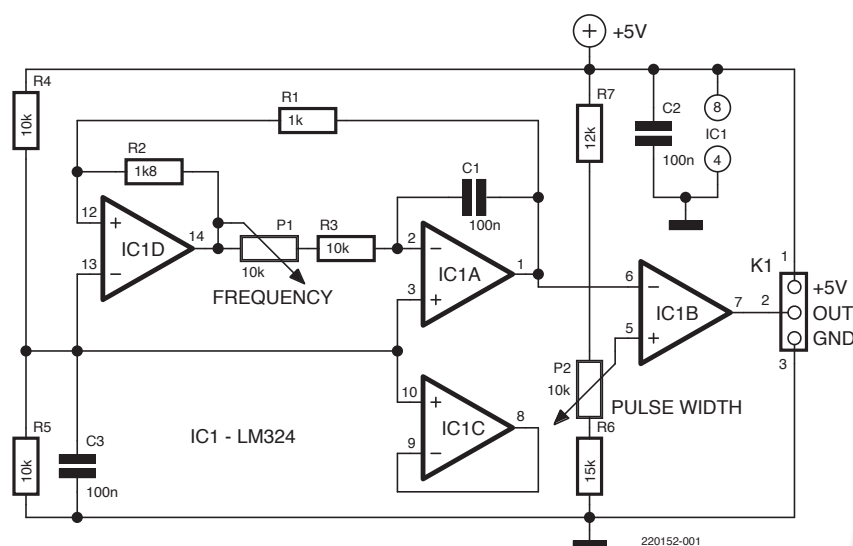 +5V
R4
10k
R1
1k
R7
12k
C2
100n
8
IC1
4
R2
1k8
C1
100n
12
+
IC1D
14
13
−
P1
10k
R3
10k
FREQUENCY
2
−
IC1A
1
3
+
K1
1
+5V
2
OUT
GND
3
6
−
IC1B
7
5
+
P2
10k
PULSE WIDTH
10
+
IC1C
8
9
−
R5
10k
C3
100n
IC1 - LM324
R6
15k
220152-001